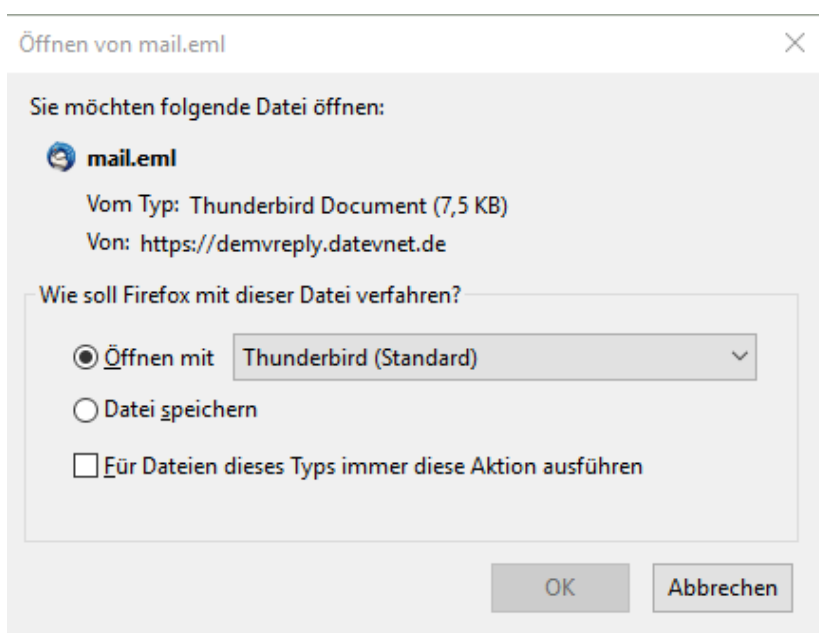 Öffnen von mail.eml
Sie möchten folgende Datei öffnen:
mail.eml
Vom Typ: Thunderbird Document (7,5 KB)
Von: https://demvreply.datevnet.de
Wie soll Firefox mit dieser Datei verfahren?
Öffnen mit Thunderbird (Standard)
Datei speichern
Für Dateien dieses Typs immer diese Aktion ausführen
OK Abbrechen